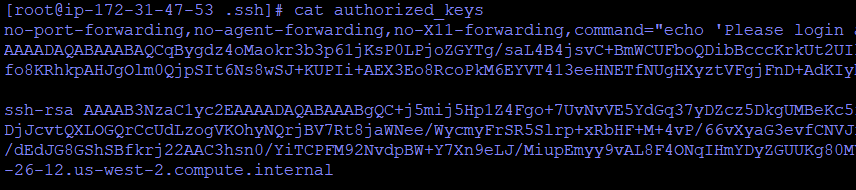 [root@ip-172-31-47-53 .ssh]# cat authorized_keys
no-port-forwarding,no-agent-forwarding,no-X11-forwarding,command="echo 'Please login
AAAADAQABAAABAQCqBygdz4oMaokr3b3p61jKsP0LPjoZGYTg/saL4B4jsvC+BmWCUFboQDibBcccKrkUt2UI
fo8KRhkpAHJgOlm0QjpSIt6Ns8wSJ+KUPIi+AEX3Eo8RcoPkM6EYVT413eeHNETfNUgHXyztVFgjFnD+AdKIy
ssh-rsa AAAAB3NzaC1yc2EAAAADAQABAAABgQC+j5mij5Hp1Z4Fgo+7UvNvVE5YdGq37yDZcz5DkgUMBeKc5
DjJcvtQXLOGQrCcUdLzogVKOhyNQrjBV7Rt8jaWNee/WycmyFrSR5Slrp+xRbHF+M+4vP/66vXyaG3evfCNVJ
/dEdJG8GShSBfkrj22AAC3hsn0/YiTCPFM92NvdpBW+Y7Xn9eLJ/MiupEmyy9vAL8F4ONqIHmYDyZGUUKg80M
-26-12.us-west-2.compute.internal